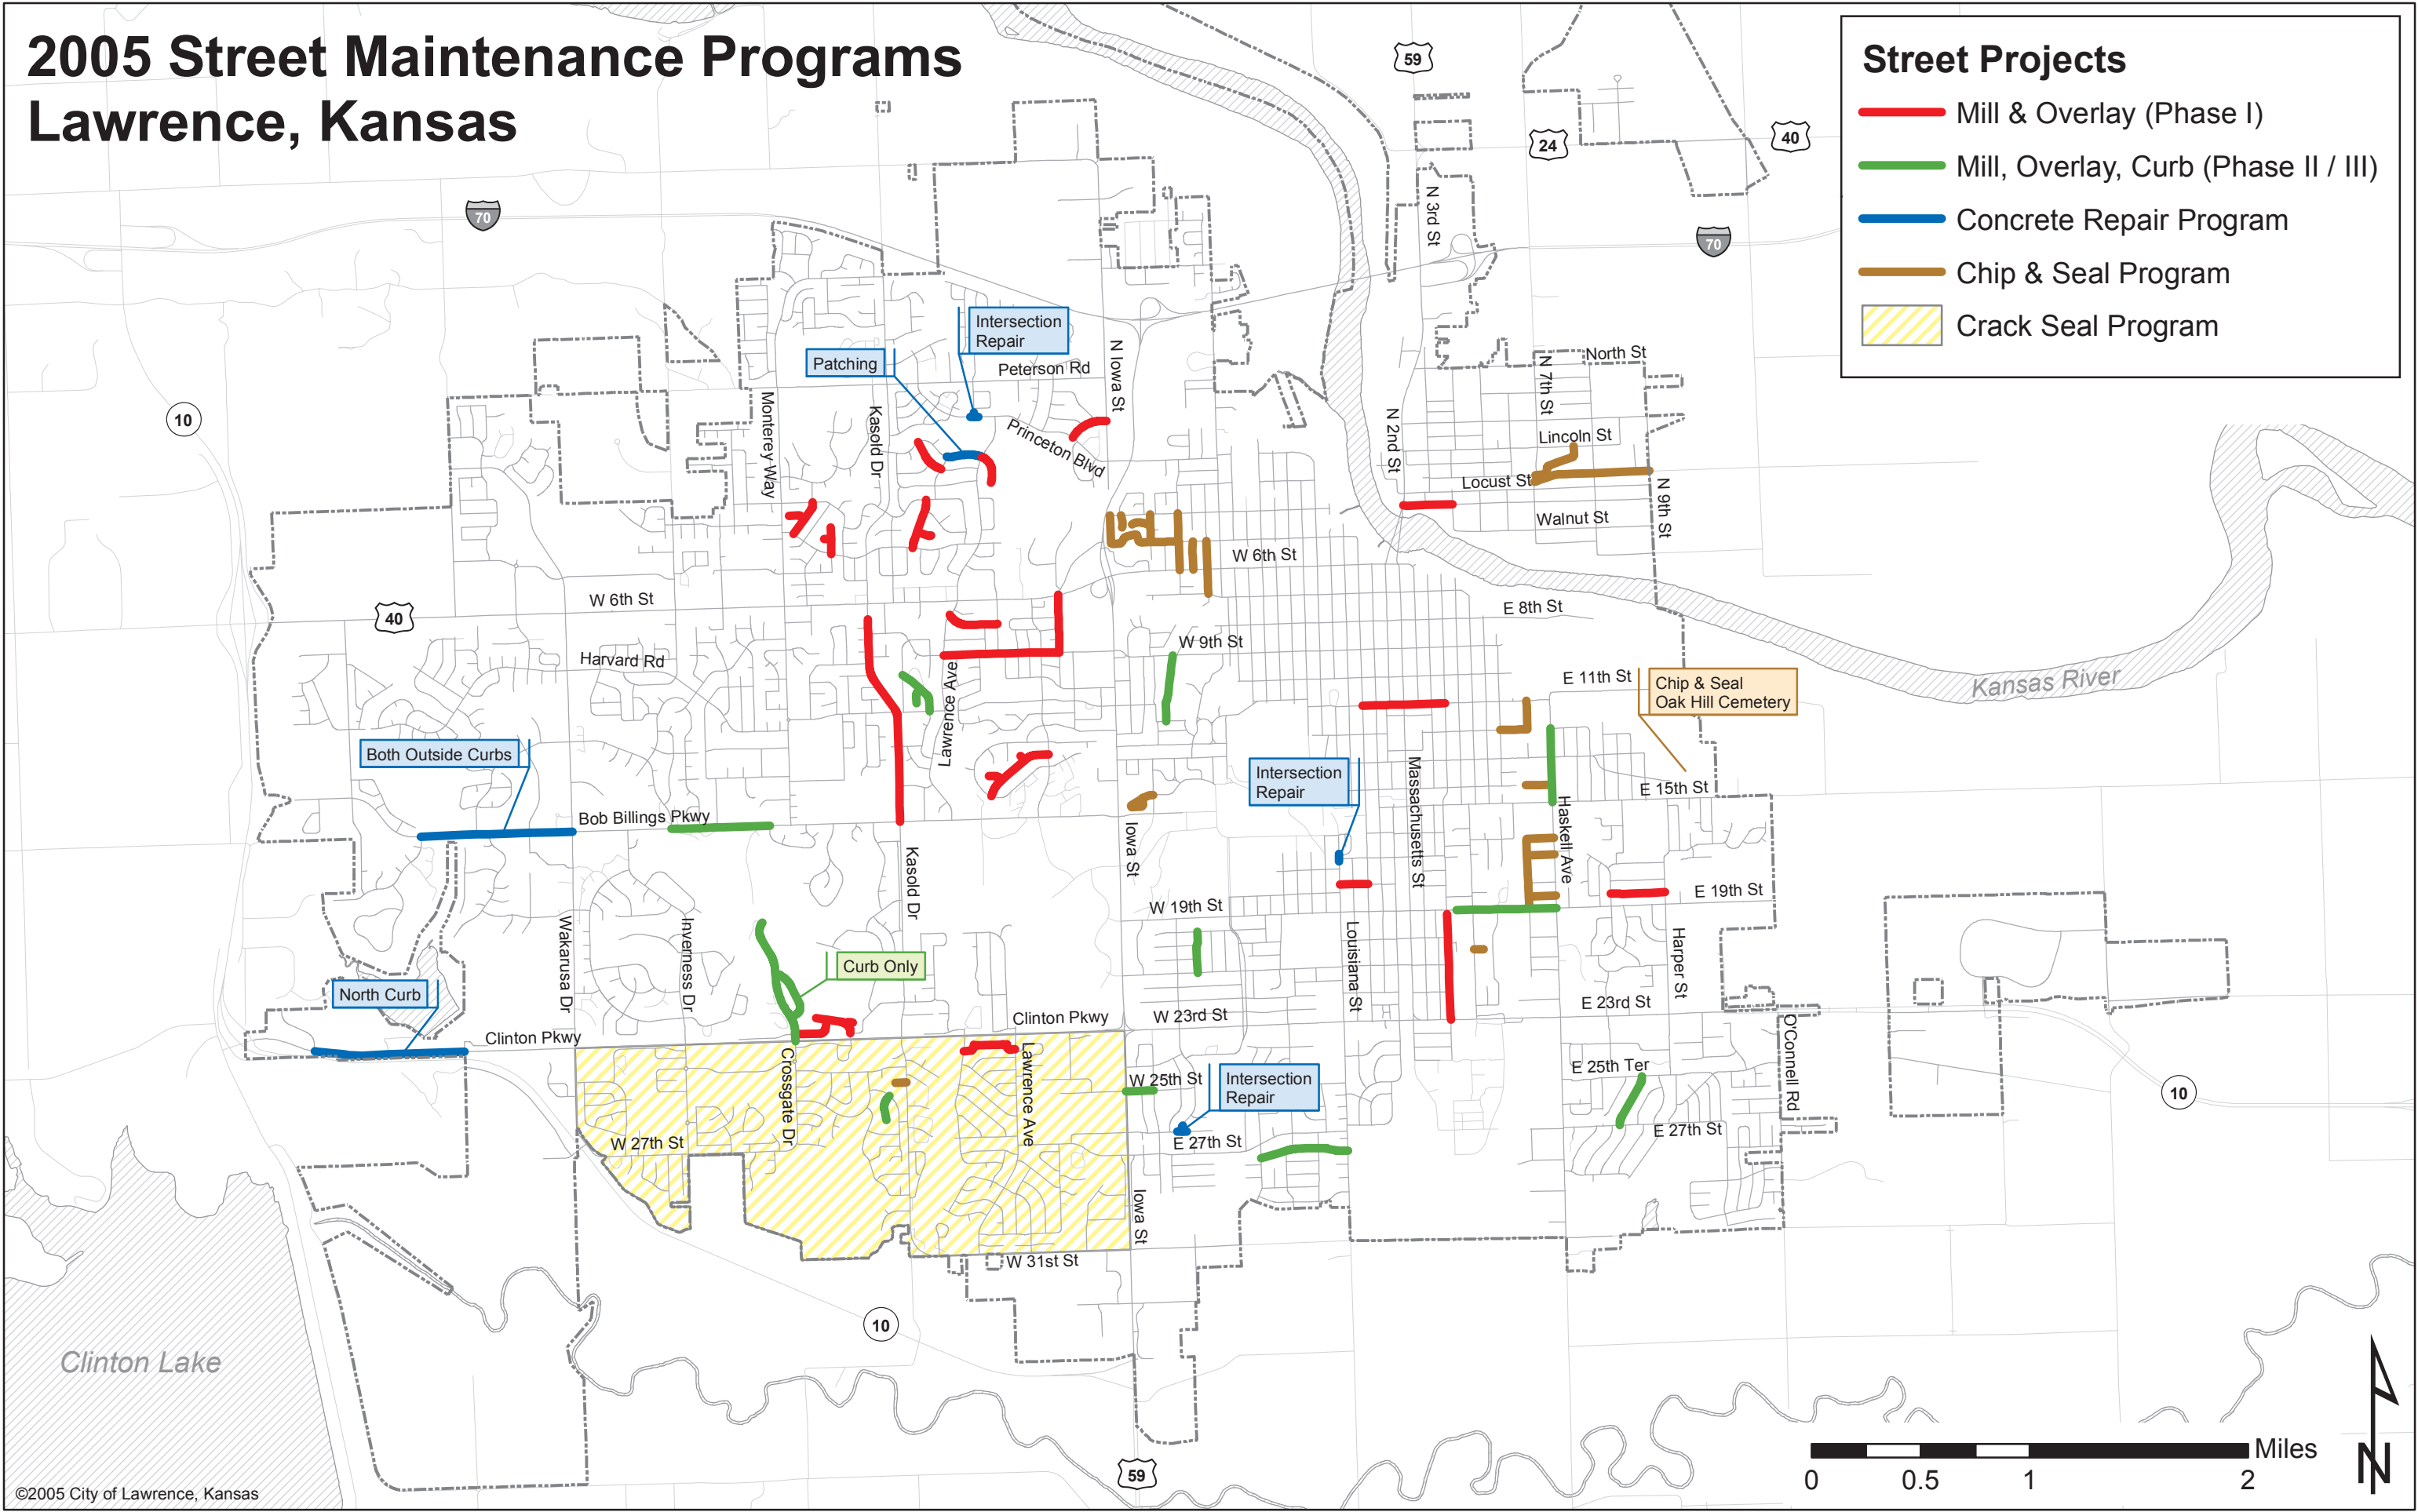 2005 Street Maintenance Programs
Lawrence, Kansas
Street Projects
Mill & Overlay (Phase I)
Mill, Overlay, Curb (Phase II / III)
Concrete Repair Program
Chip & Seal Program
Crack Seal Program
59
24
40
70
70
N 3rd St
Intersection
Repair
Patching
Peterson Rd
N Iowa St
North St
N 7th St
10
Monterey Way
Kasold Dr
Princeton Blvd
N 2nd St
Lincoln St
Locust St
N 9th St
Walnut St
W 6th St
W 6th St
40
E 8th St
Harvard Rd
W 9th St
Lawrence Ave
E 11th St
Chip & Seal
Oak Hill Cemetery
Kansas River
Both Outside Curbs
Intersection
Repair
Massachusetts St
E 15th St
Bob Billings Pkwy
Iowa St
Haskell Ave
Kasold Dr
E 19th St
W 19th St
Wakarusa Dr
Inverness Dr
Louisiana St
Harper St
Curb Only
North Curb
E 23rd St
Clinton Pkwy
W 23rd St
Clinton Pkwy
O'Connell Rd
Crossgate Dr
Lawrence Ave
W 25th St
Intersection
Repair
E 25th Ter
10
W 27th St
E 27th St
E 27th St
Iowa St
W 31st St
10
Clinton Lake
59
Miles
0
0.5
1
2
N
©2005 City of Lawrence, Kansas